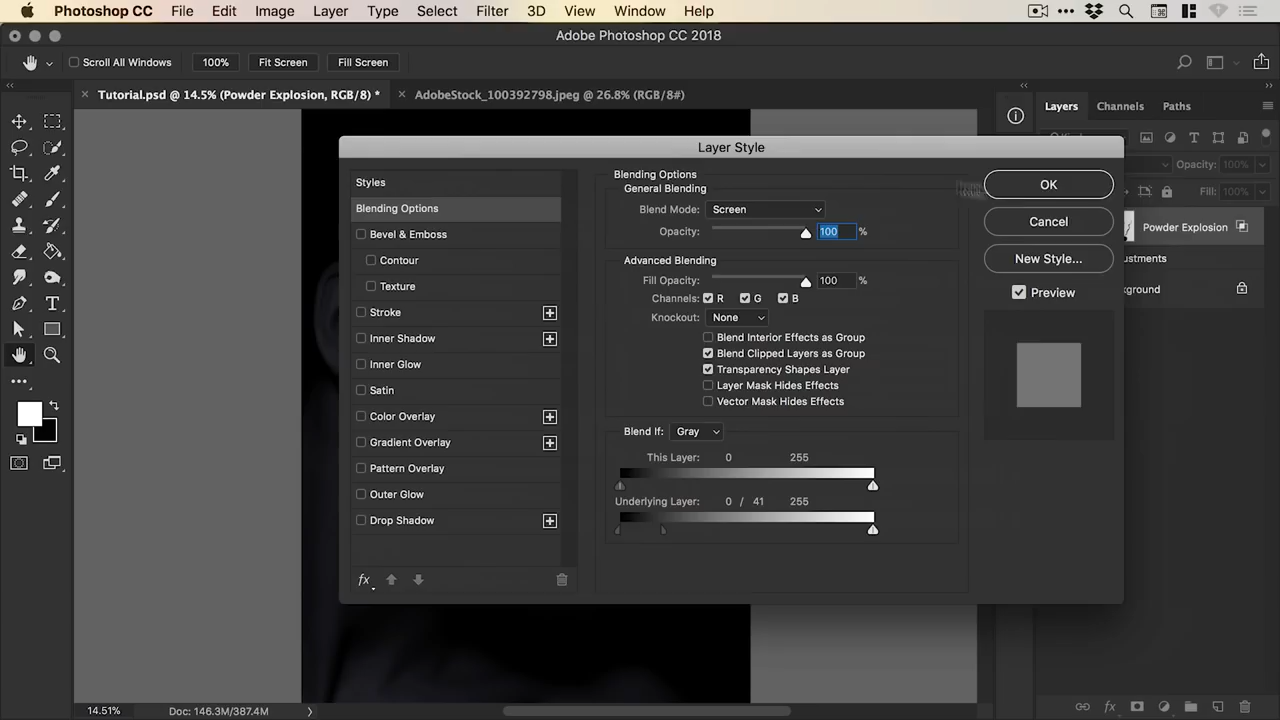 Photoshop CC File Edit Image Layer Type Select Filter 3D View Window Help
Adobe Photoshop CC 2018
Scroll All Windows 100% Fit Screen Fill Screen
Tutorial.psd @ 14.5% (Powder Explosion, RGB/8) * AdobeStock_100392798.jpeg @ 26.8% (RGB/8#)
Layers Channels Paths
Layer Style
Opacity: 100%
Fill: 100%
Powder Explosion
Styles
Blending Options
Bevel & Emboss
Contour
Texture
Stroke
Inner Shadow
Inner Glow
Satin
Color Overlay
Gradient Overlay
Pattern Overlay
Outer Glow
Drop Shadow
fx
Blending Options
General Blending
Blend Mode: Screen
Opacity: 100 %
Advanced Blending
Fill Opacity: 100 %
Channels: R G B
Knockout: None
Blend Interior Effects as Group
Blend Clipped Layers as Group
Transparency Shapes Layer
Layer Mask Hides Effects
Vector Mask Hides Effects
Blend If: Gray
This Layer: 0 255
Underlying Layer: 0 / 41 255
OK
Cancel
New Style...
Preview
14.51% Doc: 146.3M/387.4M
fx